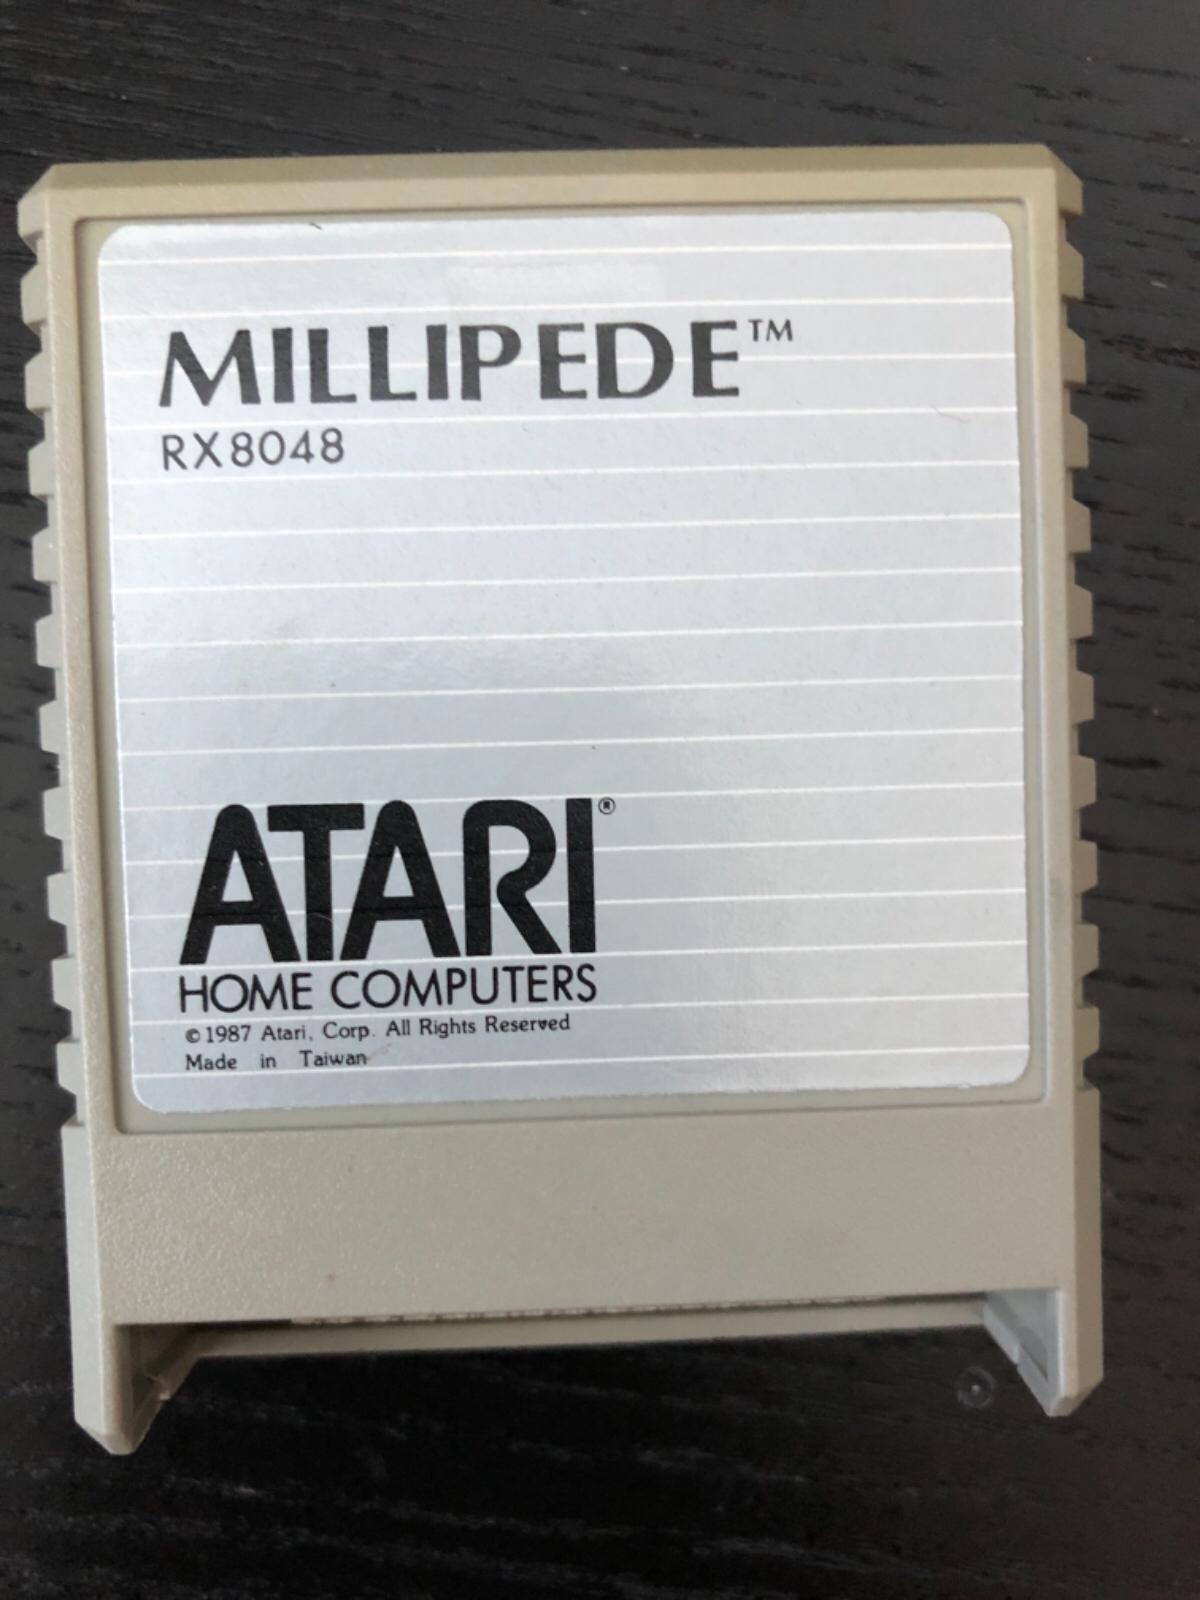 MILLIPEDE™
RX8048
ATARI®
HOME COMPUTERS
©1987 Atari, Corp. All Rights Reserved
Made in Taiwan